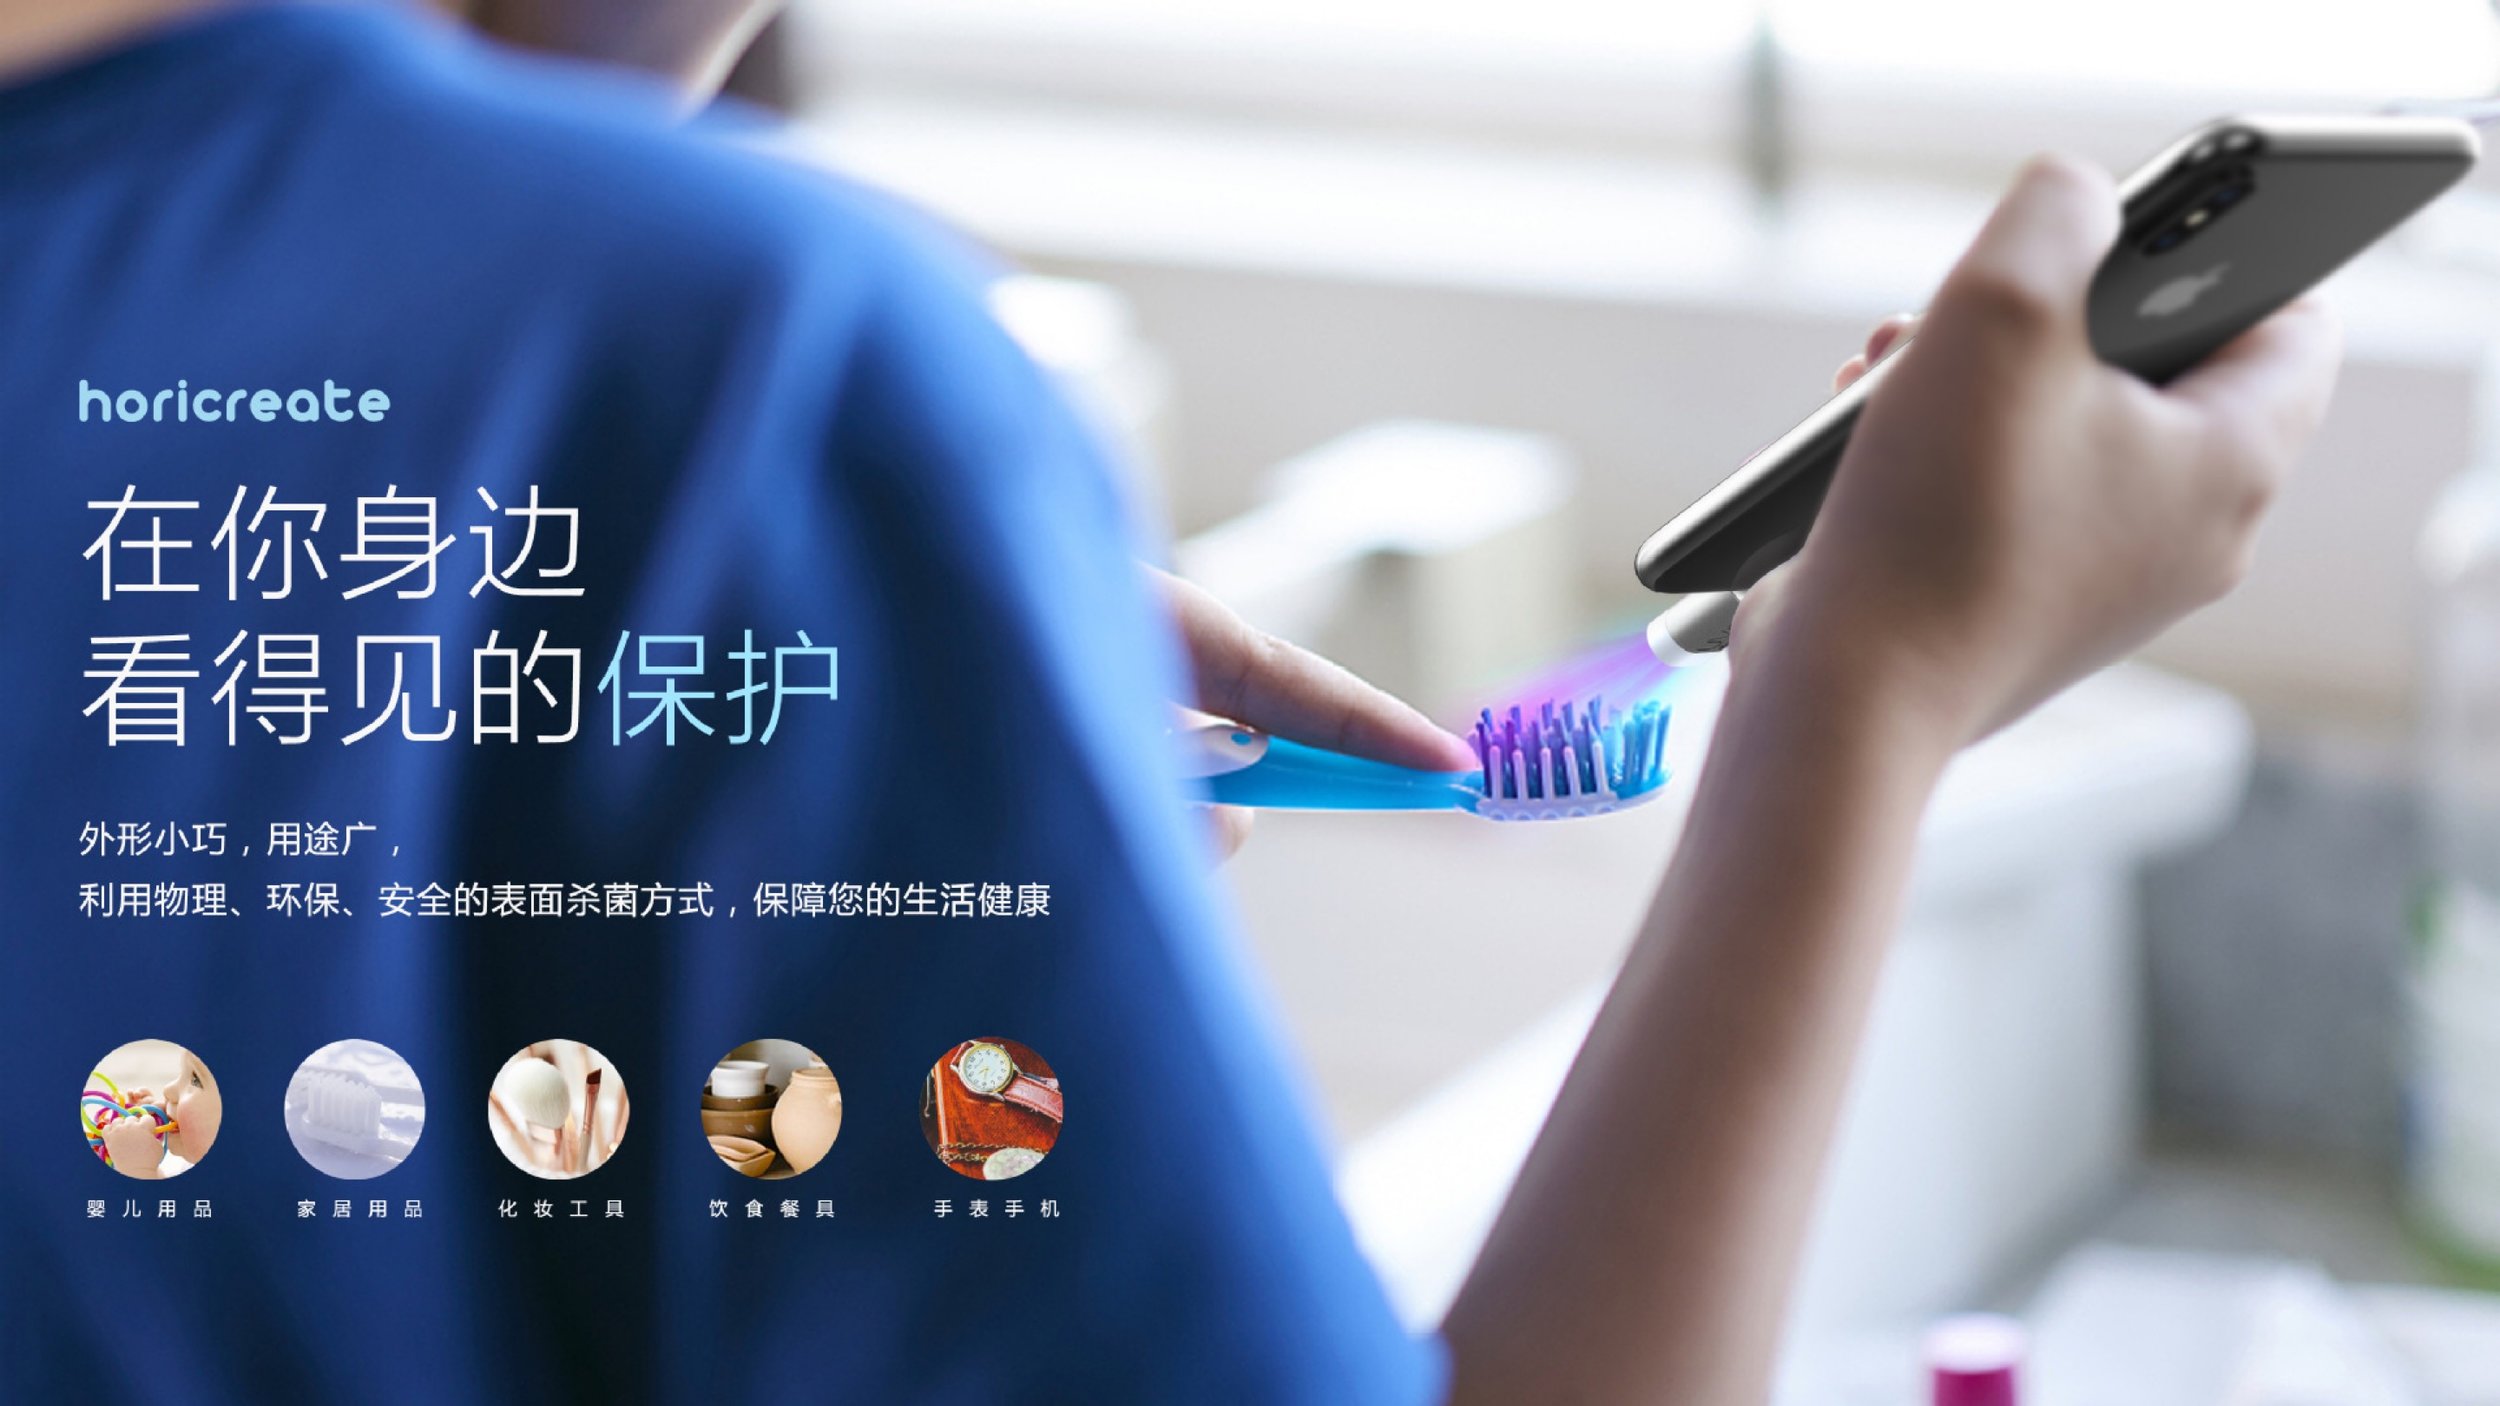 horicreate
在你身边
看得见的保护
外形小巧，用途广，
利用物理、环保、安全的表面杀菌方式，保障您的生活健康
婴儿用品
家居用品
化妆工具
饮食餐具
手表手机